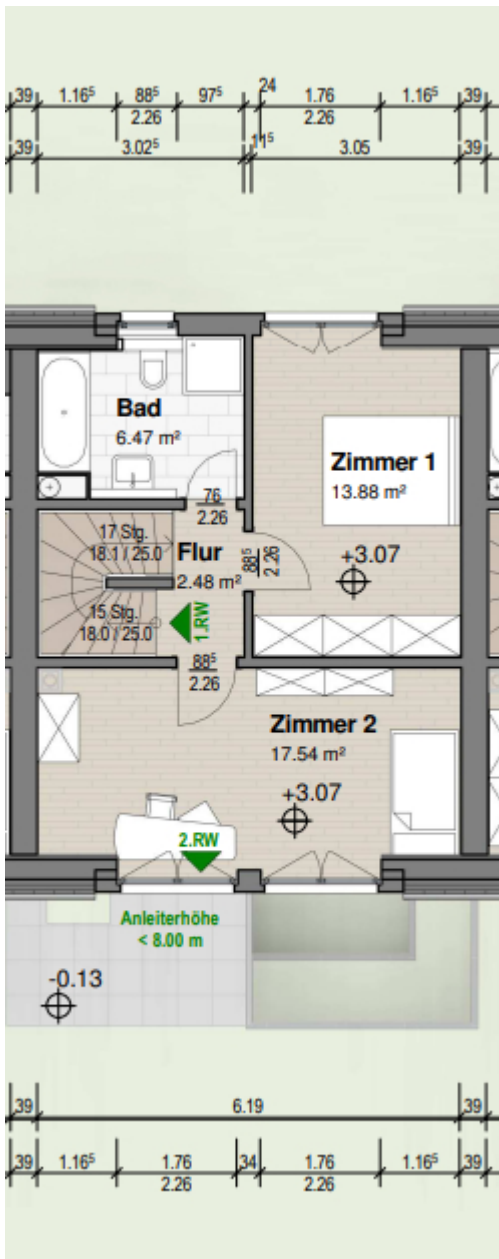 24
39 1.16⁵ 88⁵ 97⁵ 1.76 1.16⁵ 39
2.26 2.26
11⁵
39 3.02⁵ 3.05 39
Bad
6.47 m²
Zimmer 1
13.88 m²
76
2.26
17 Stg.
18.1 / 25.0
Flur
2.48 m²
88⁵
2.26
+3.07
15 Stg.
18.0 / 25.0
1.RW
88⁵
2.26
Zimmer 2
17.54 m²
+3.07
2.RW
Anleiterhöhe
< 8.00 m
-0.13
39 6.19 39
39 1.16⁵ 1.76 34 1.76 1.16⁵ 39
2.26 2.26